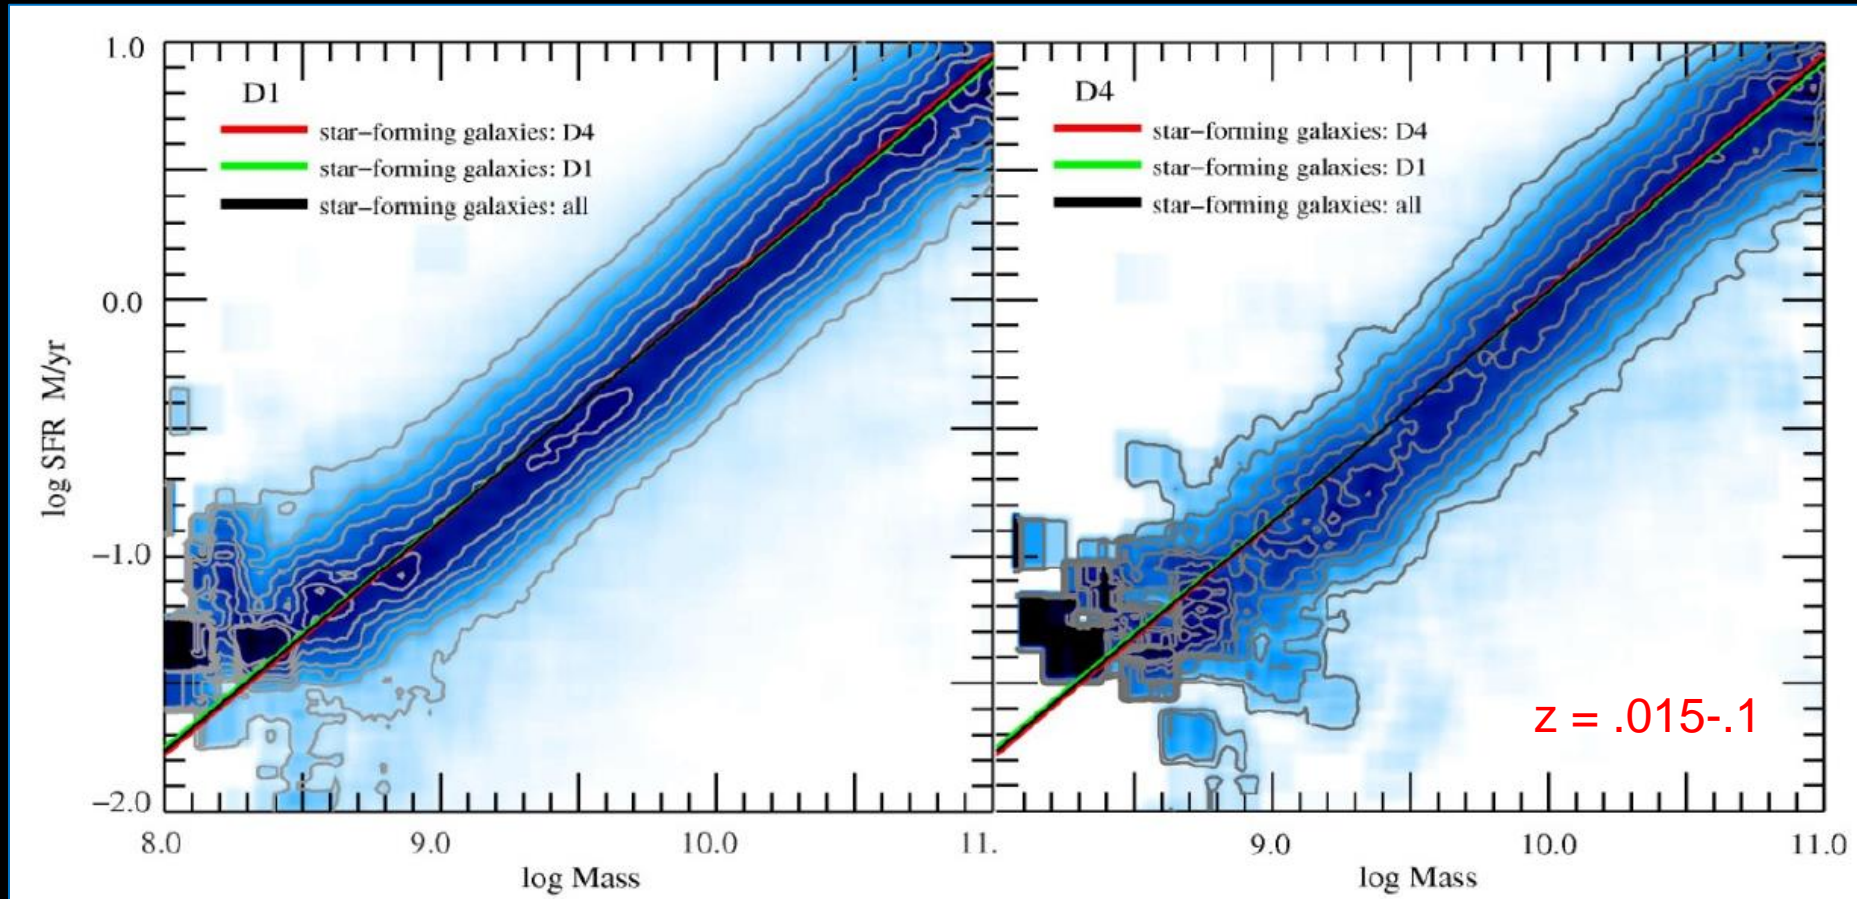 1.0
0.0
−1.0
−2.0
log SFR M/yr
D1
star−forming galaxies: D4
star−forming galaxies: D1
star−forming galaxies: all
8.0 9.0 10.0 11.
log Mass
D4
star−forming galaxies: D4
star−forming galaxies: D1
star−forming galaxies: all
z = .015-.1
9.0 10.0 11.0
log Mass